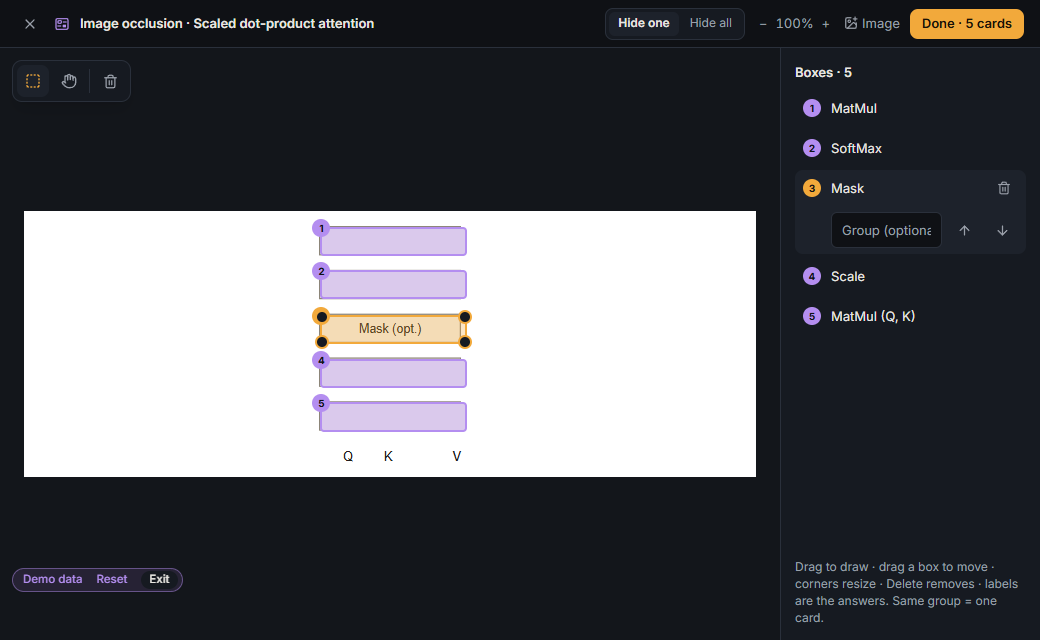 Image occlusion · Scaled dot-product attention
Hide one
Hide all
− 100% +
Image
Done · 5 cards
Boxes · 5
1 MatMul
2 SoftMax
3 Mask
Group (optiona
4 Scale
5 MatMul (Q, K)
1
2
Mask (opt.)
4
5
Q K V
Demo data Reset Exit
Drag to draw · drag a box to move ·
corners resize · Delete removes · labels
are the answers. Same group = one
card.